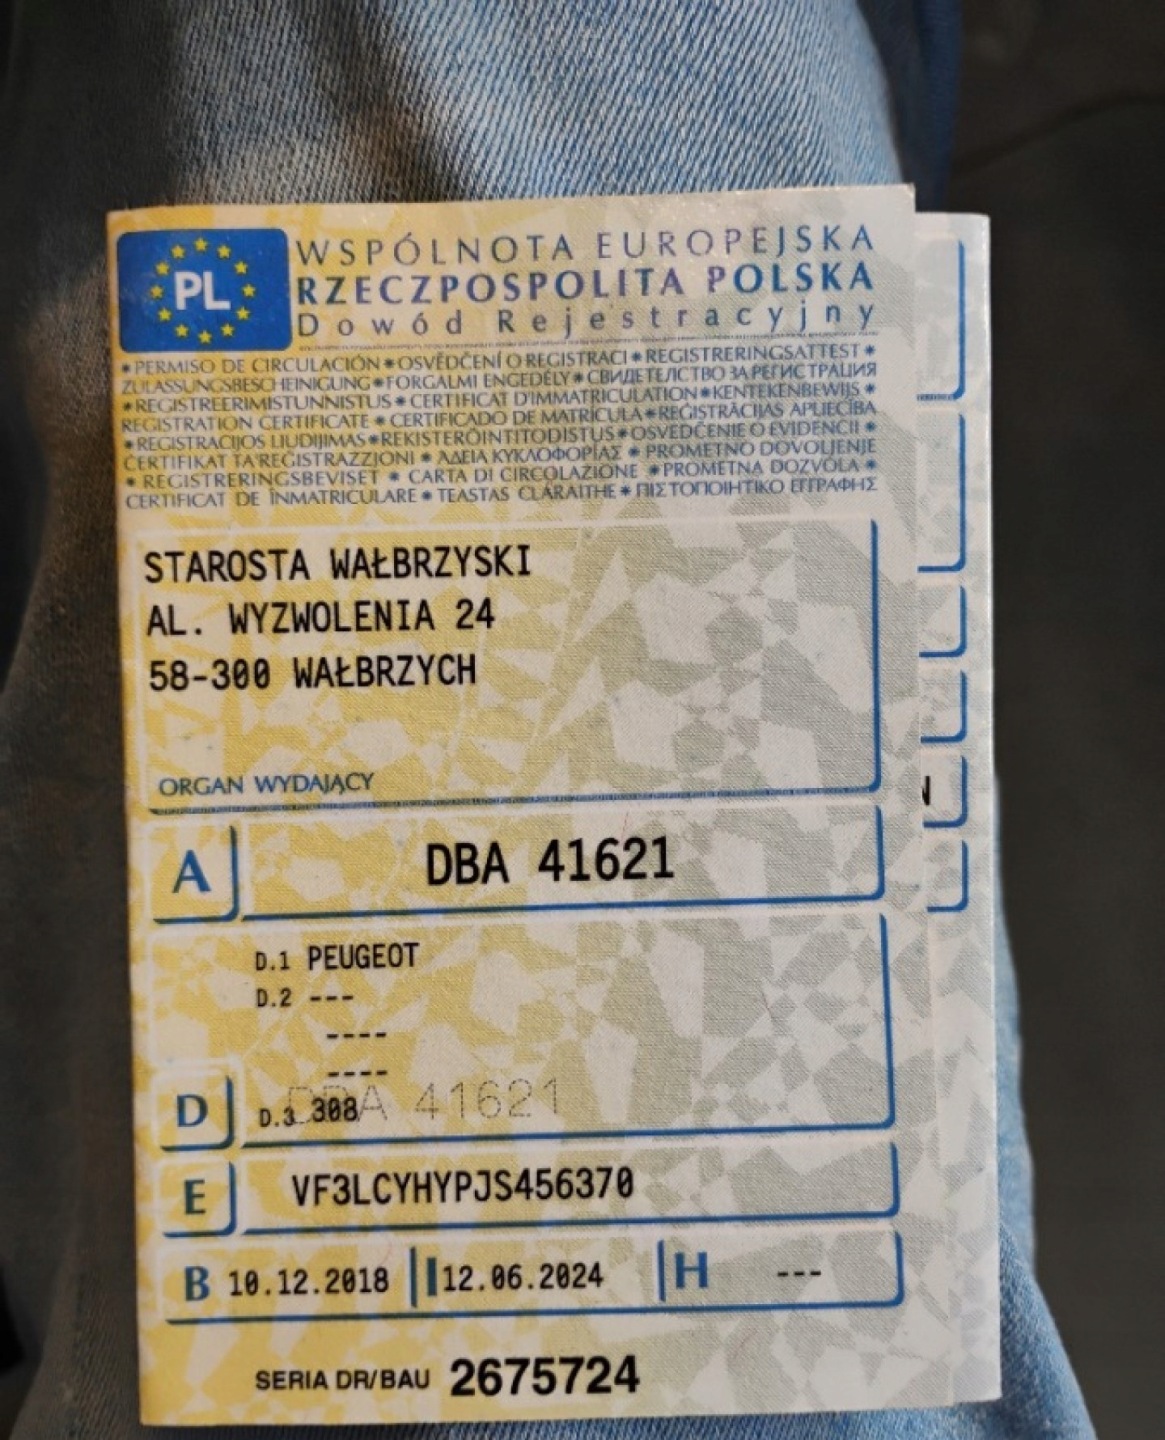 PL
WSPÓLNOTA EUROPEJSKA
RZECZPOSPOLITA POLSKA
Dowód Rejestracyjny
* PERMISO DE CIRCULACIÓN * OSVĚDČENÍ O REGISTRACI * REGISTRERINGSATTEST *
ZULASSUNGSBESCHEINIGUNG * FORGALMI ENGEDÉLY * СВИДЕТЕЛСТВО ЗА РЕГИСТРАЦИЯ
* REGISTREERIMISTUNNISTUS * CERTIFICAT D'IMMATRICULATION * KENTEKENBEWIJS *
REGISTRATION CERTIFICATE * CERTIFICADO DE MATRÍCULA * REGISTRĀCIJAS APLIECĪBA
* REGISTRACIJOS LIUDIJIMAS * REKISTERÖINTITODISTUS * OSVEDČENIE O EVIDENCII *
ĊERTIFIKAT TA'REĠISTRAZZJONI * ΑΔΕΙΑ ΚΥΚΛΟΦΟΡΙΑΣ * PROMETNO DOVOLJENJE
* REGISTRERINGSBEVISET * CARTA DI CIRCOLAZIONE * PROMETNA DOZVOLA *
CERTIFICAT DE ÎNMATRICULARE * TEASTAS CLÁRAITHE * ΠΙΣΤΟΠΟΙΗΤΙΚΟ ΕΓΓΡΑΦΗΣ
STAROSTA WAŁBRZYSKI
AL. WYZWOLENIA 24
58-300 WAŁBRZYCH
ORGAN WYDAJĄCY
N
A DBA 41621
D.1 PEUGEOT
D.2 ---
----
----
D D.3 308
DBA 41621
E VF3LCYHYPJS456370
B 10.12.2018 I 12.06.2024 H ---
SERIA DR/BAU 2675724